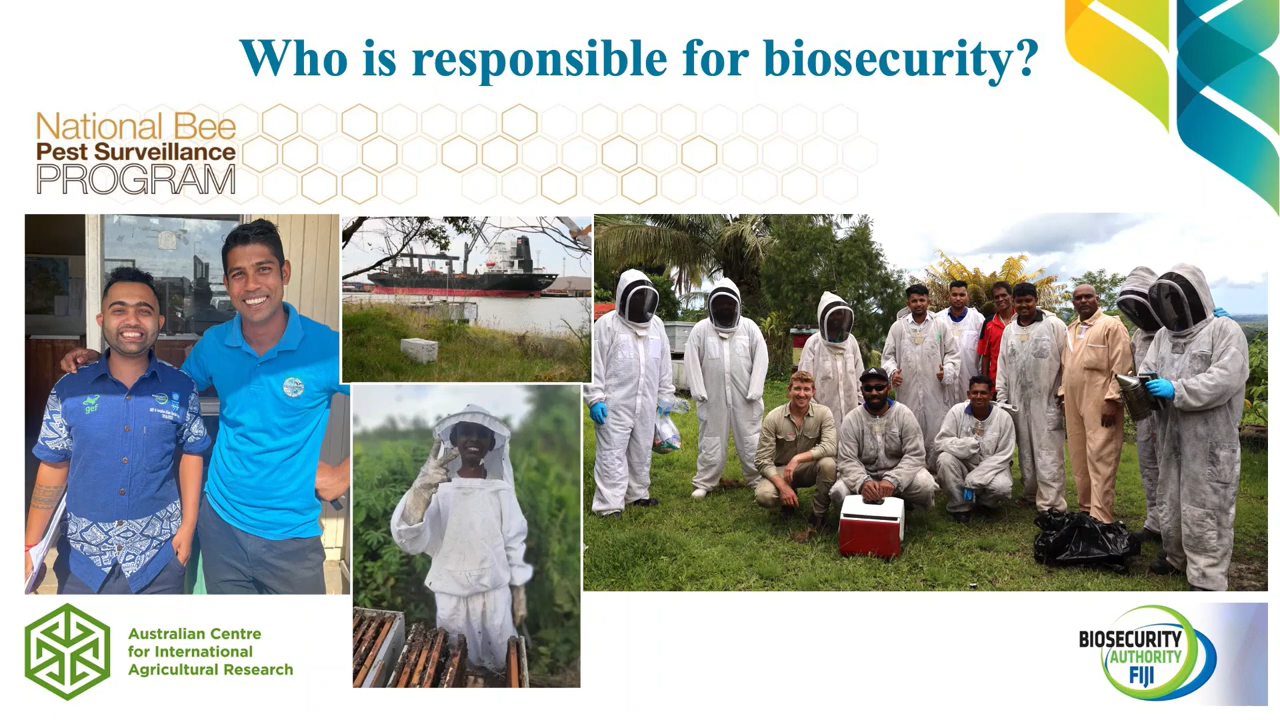 Who is responsible for biosecurity?
National Bee
Pest Surveillance
PROGRAM
gef
Australian Centre
for International
Agricultural Research
BIOSECURITY
AUTHORITY
FIJI